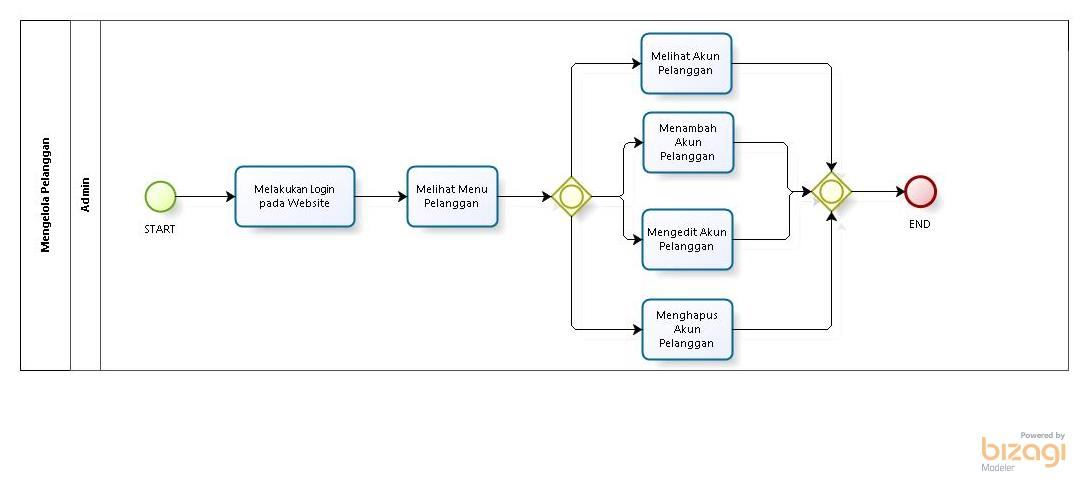 Mengelola Pelanggan
Admin
START
Melakukan Login
pada Website
Melihat Menu
Pelanggan
Melihat Akun
Pelanggan
Menambah
Akun
Pelanggan
Mengedit Akun
Pelanggan
Menghapus
Akun
Pelanggan
END
Powered by
bizagi
Modeler